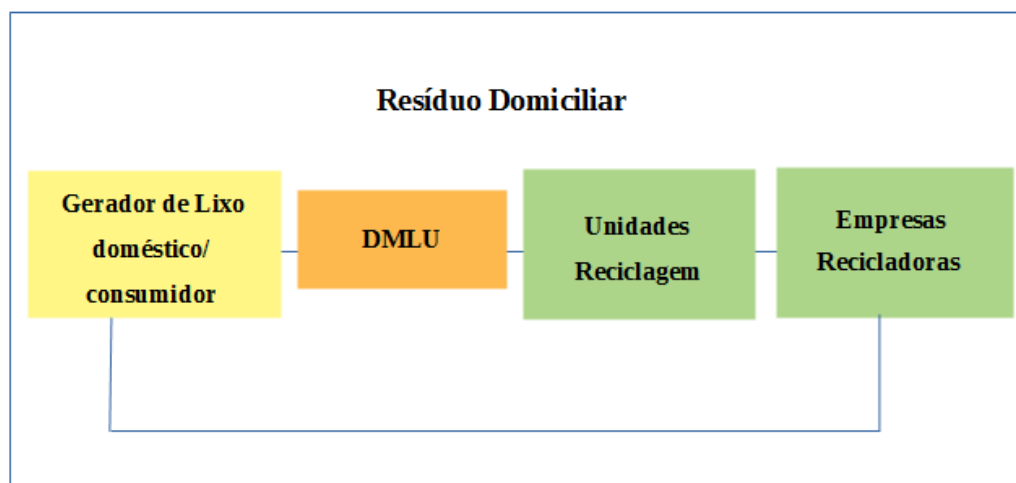 Resíduo Domiciliar
Gerador de Lixo
doméstico/
consumidor
DMLU
Unidades
Reciclagem
Empresas
Recicladoras